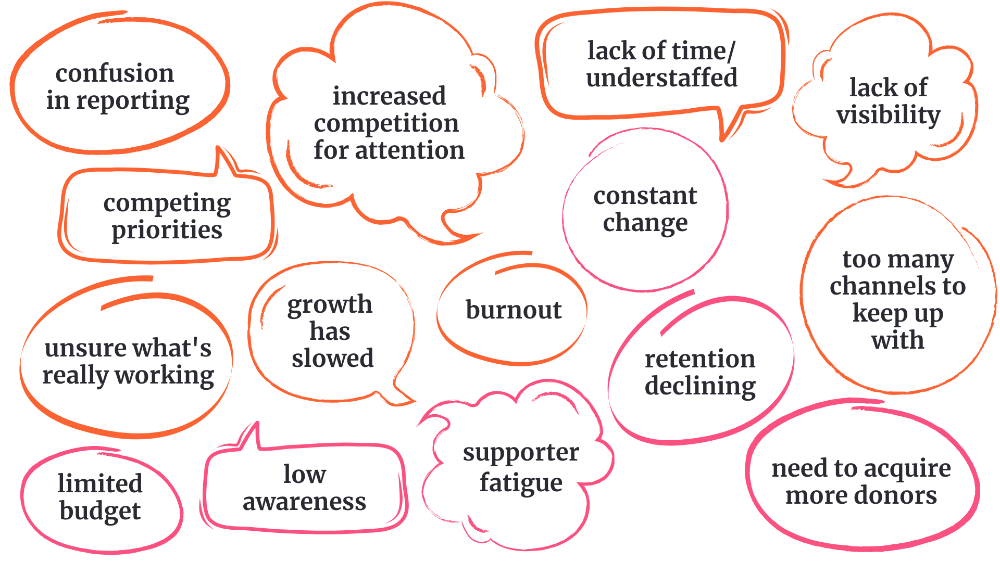 confusion
in reporting
increased
competition
for attention
lack of time/
understaffed
lack of
visibility
competing
priorities
constant
change
too many
channels to
keep up
with
unsure what's
really working
growth
has
slowed
burnout
retention
declining
limited
budget
low
awareness
supporter
fatigue
need to acquire
more donors